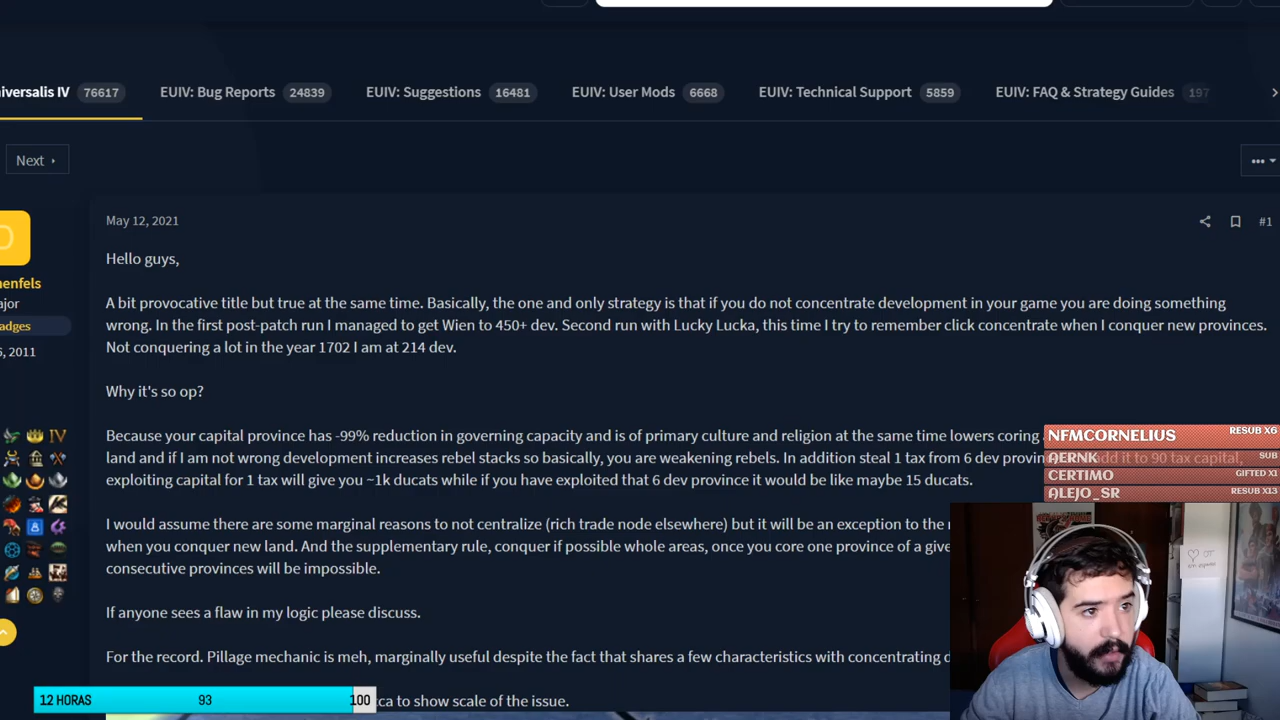 iversalis IV 76617 EUIV: Bug Reports 24839 EUIV: Suggestions 16481 EUIV: User Mods 6668 EUIV: Technical Support 5859 EUIV: FAQ & Strategy Guides 197
Next
May 12, 2021 #1
enfels
ajor
adges
6, 2011
Hello guys,
A bit provocative title but true at the same time. Basically, the one and only strategy is that if you do not concentrate development in your game you are doing something
wrong. In the first post-patch run I managed to get Wien to 450+ dev. Second run with Lucky Lucka, this time I try to remember click concentrate when I conquer new provinces.
Not conquering a lot in the year 1702 I am at 214 dev.
Why it's so op?
Because your capital province has -99% reduction in governing capacity and is of primary culture and religion at the same time lowers coring
land and if I am not wrong development increases rebel stacks so basically, you are weakening rebels. In addition steal 1 tax from 6 dev provin add it to 90 tax capital,
exploiting capital for 1 tax will give you ~1k ducats while if you have exploited that 6 dev province it would be like maybe 15 ducats.
I would assume there are some marginal reasons to not centralize (rich trade node elsewhere) but it will be an exception to the
when you conquer new land. And the supplementary rule, conquer if possible whole areas, once you core one province of a give
consecutive provinces will be impossible.
If anyone sees a flaw in my logic please discuss.
For the record. Pillage mechanic is meh, marginally useful despite the fact that shares a few characteristics with concentrating d
cca to show scale of the issue.
NFMCORNELIUS RESUB X6
AERNK SUB
CERTIMO GIFTED X1
ALEJO_SR RESUB X13
12 HORAS 93 100